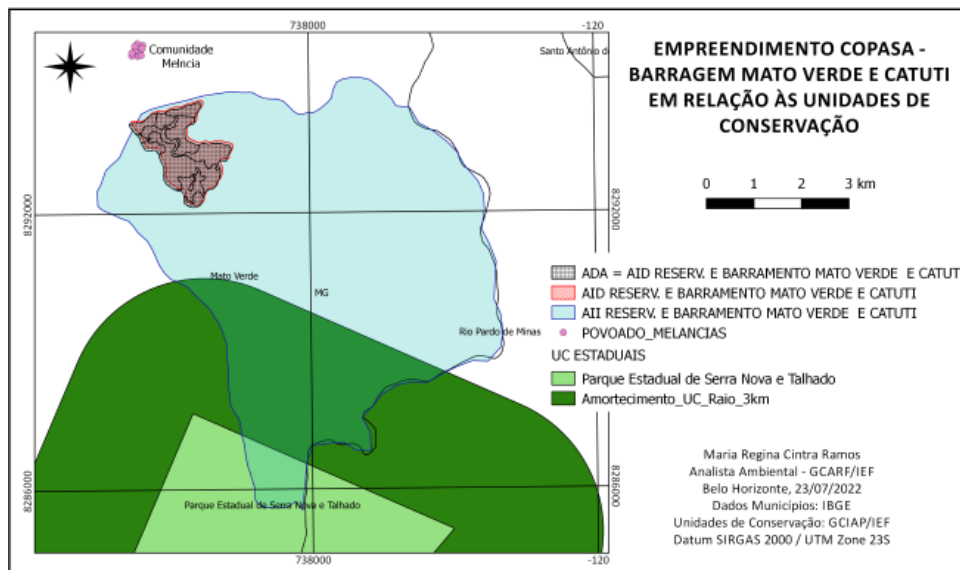 738000
-120
Comunidade
Melncia
Santo Antônio d
EMPREENDIMENTO COPASA -
BARRAGEM MATO VERDE E CATUTI
EM RELAÇÃO ÀS UNIDADES DE
CONSERVAÇÃO
0 1 2 3 km
8292000
8292000
Mato Verde
MG
Rio Pardo de Minas
ADA = AID RESERV. E BARRAMENTO MATO VERDE E CATUT
AID RESERV. E BARRAMENTO MATO VERDE E CATUTI
AII RESERV. E BARRAMENTO MATO VERDE E CATUTI
POVOADO_MELANCIAS
UC ESTADUAIS
Parque Estadual de Serra Nova e Talhado
Amortecimento_UC_Raio_3km
8286000
8286000
Parque Estadual de Serra Nova e Talhado
738000
-120
Maria Regina Cintra Ramos
Analista Ambiental - GCARF/IEF
Belo Horizonte, 23/07/2022
Dados Municípios: IBGE
Unidades de Conservação: GCIAP/IEF
Datum SIRGAS 2000 / UTM Zone 23S